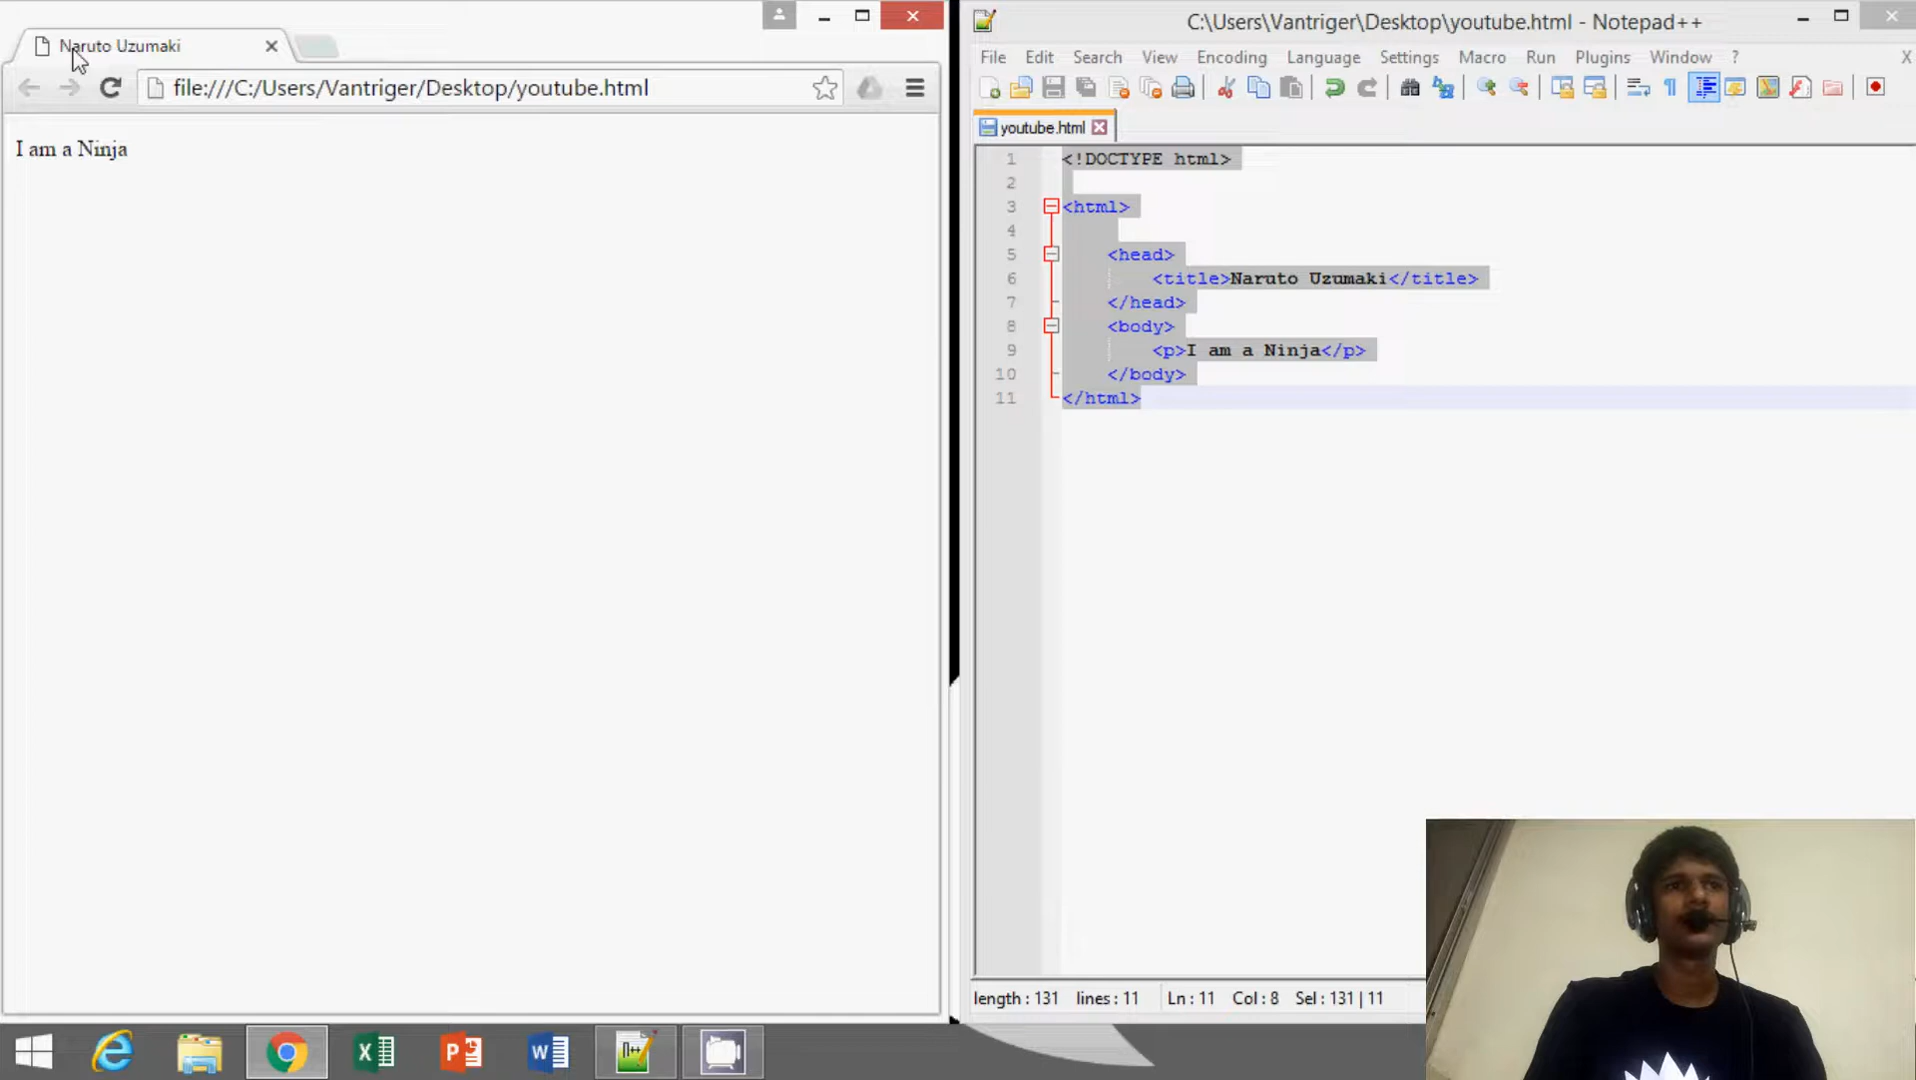 Naruto Uzumaki
file:///C:/Users/Vantriger/Desktop/youtube.html
I am a Ninja
C:\Users\Vantriger\Desktop\youtube.html - Notepad++
File Edit Search View Encoding Language Settings Macro Run Plugins Window ? X
youtube.html
1 <!DOCTYPE html>
2
3 <html>
4
5 <head>
6 <title>Naruto Uzumaki</title>
7 </head>
8 <body>
9 <p>I am a Ninja</p>
10 </body>
11 </html>
length : 131 lines : 11 Ln : 11 Col : 8 Sel : 131 | 11